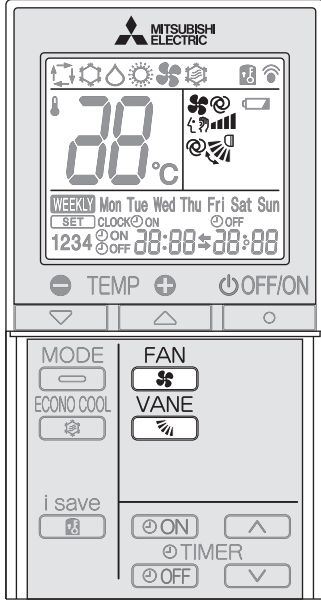 MITSUBISHI
ELECTRIC
88 °C
WEEKLY Mon Tue Wed Thu Fri Sat Sun
SET CLOCK ON OFF
1234 ON OFF 88:88 88:88
TEMP OFF/ON
MODE FAN
ECONO COOL VANE
i save
ON
TIMER
OFF